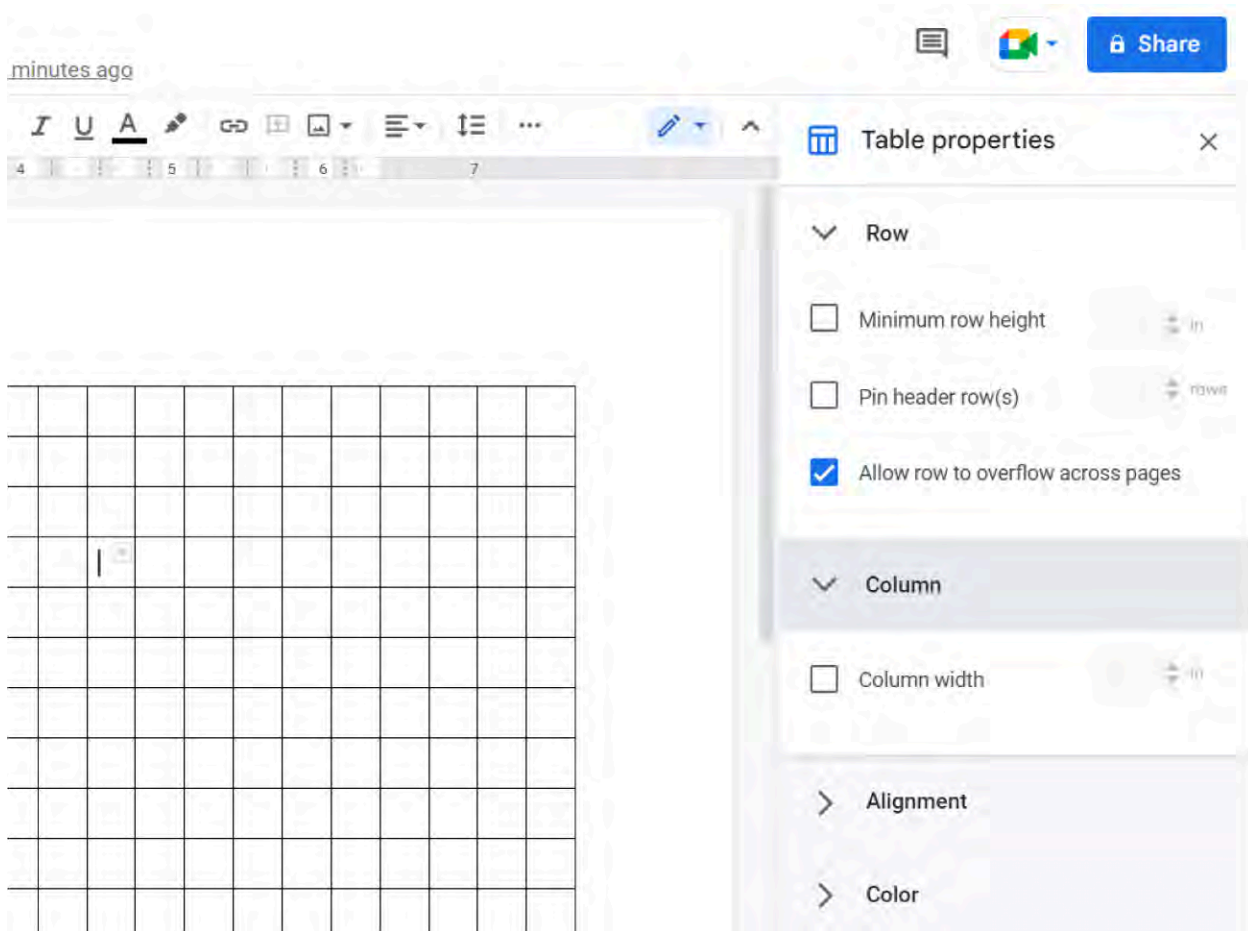 minutes ago
Share
I U A
4 5 6 7
Table properties
Row
Minimum row height in
Pin header row(s) rows
Allow row to overflow across pages
Column
Column width in
Alignment
Color